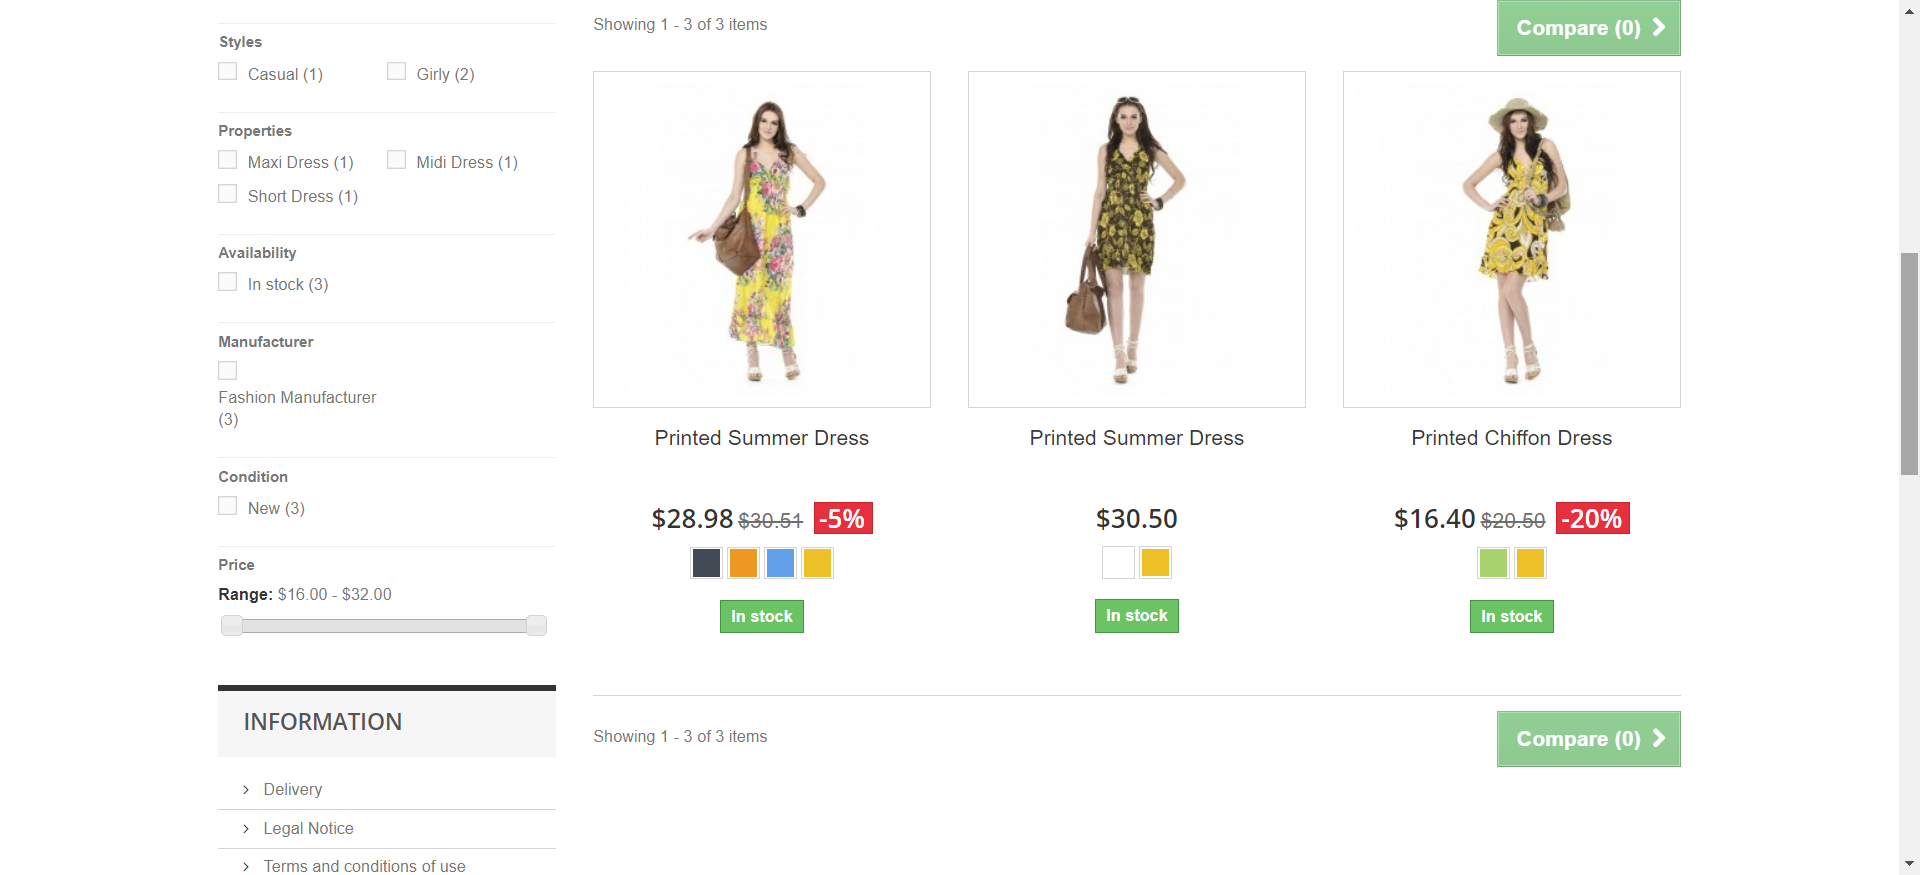 Styles
Casual (1)
Girly (2)
Properties
Maxi Dress (1)
Midi Dress (1)
Short Dress (1)
Availability
In stock (3)
Manufacturer
Fashion Manufacturer
(3)
Condition
New (3)
Price
Range: $16.00 - $32.00
INFORMATION
Delivery
Legal Notice
Terms and conditions of use
Showing 1 - 3 of 3 items
Compare (0)
Printed Summer Dress
$28.98 $30.51 -5%
In stock
Printed Summer Dress
$30.50
In stock
Printed Chiffon Dress
$16.40 $20.50 -20%
In stock
Showing 1 - 3 of 3 items
Compare (0)